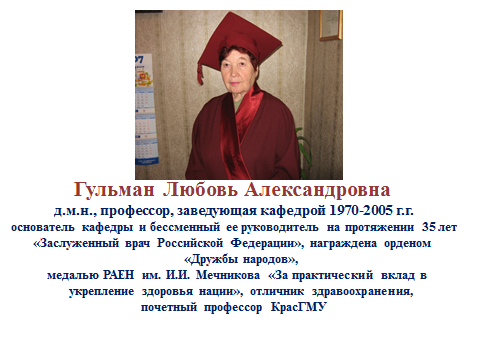 Гульман Любовь Александровна
д.м.н., профессор, заведующая кафедрой 1970-2005 г.г.
основатель кафедры и бессменный ее руководитель на протяжении 35 лет
«Заслуженный врач Российской Федерации», награждена орденом
«Дружбы народов»,
медалью РАЕН им. И.И. Мечникова «За практический вклад в
укрепление здоровья нации», отличник здравоохранения,
почетный профессор КрасГМУ